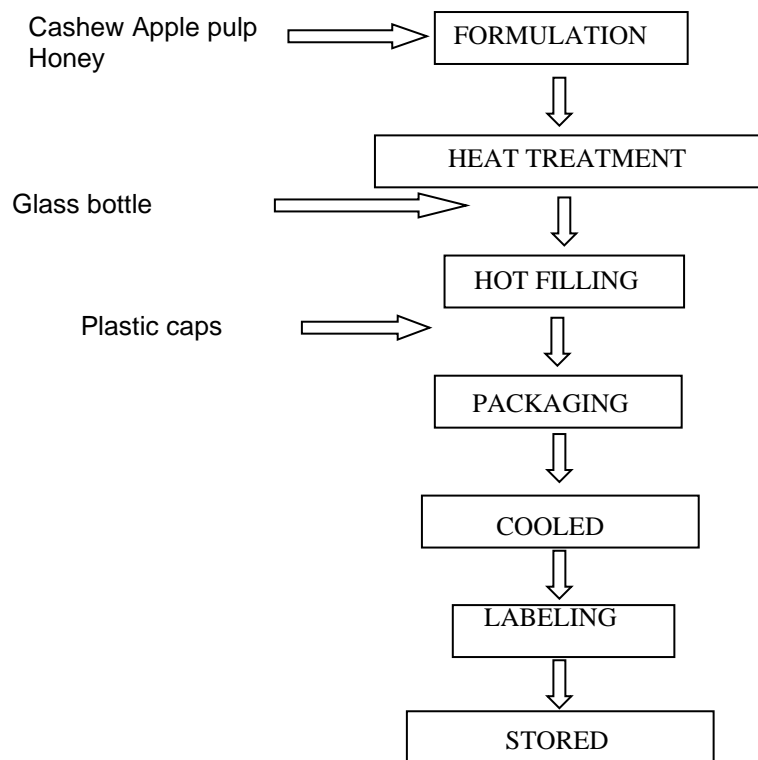 Cashew Apple pulp
Honey
FORMULATION
HEAT TREATMENT
Glass bottle
HOT FILLING
Plastic caps
PACKAGING
COOLED
LABELING
STORED